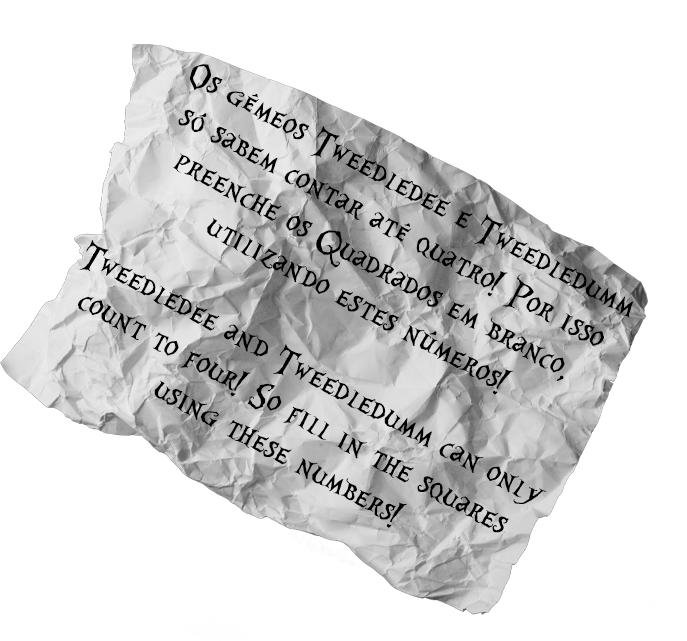 Os gémeos Tweedledee e Tweedledumm
só sabem contar até quatro! Por isso
preenche os Quadrados em branco,
utilizando estes números!
Tweedledee and Tweedledumm can only
count to four! So fill in the squares
using these numbers!